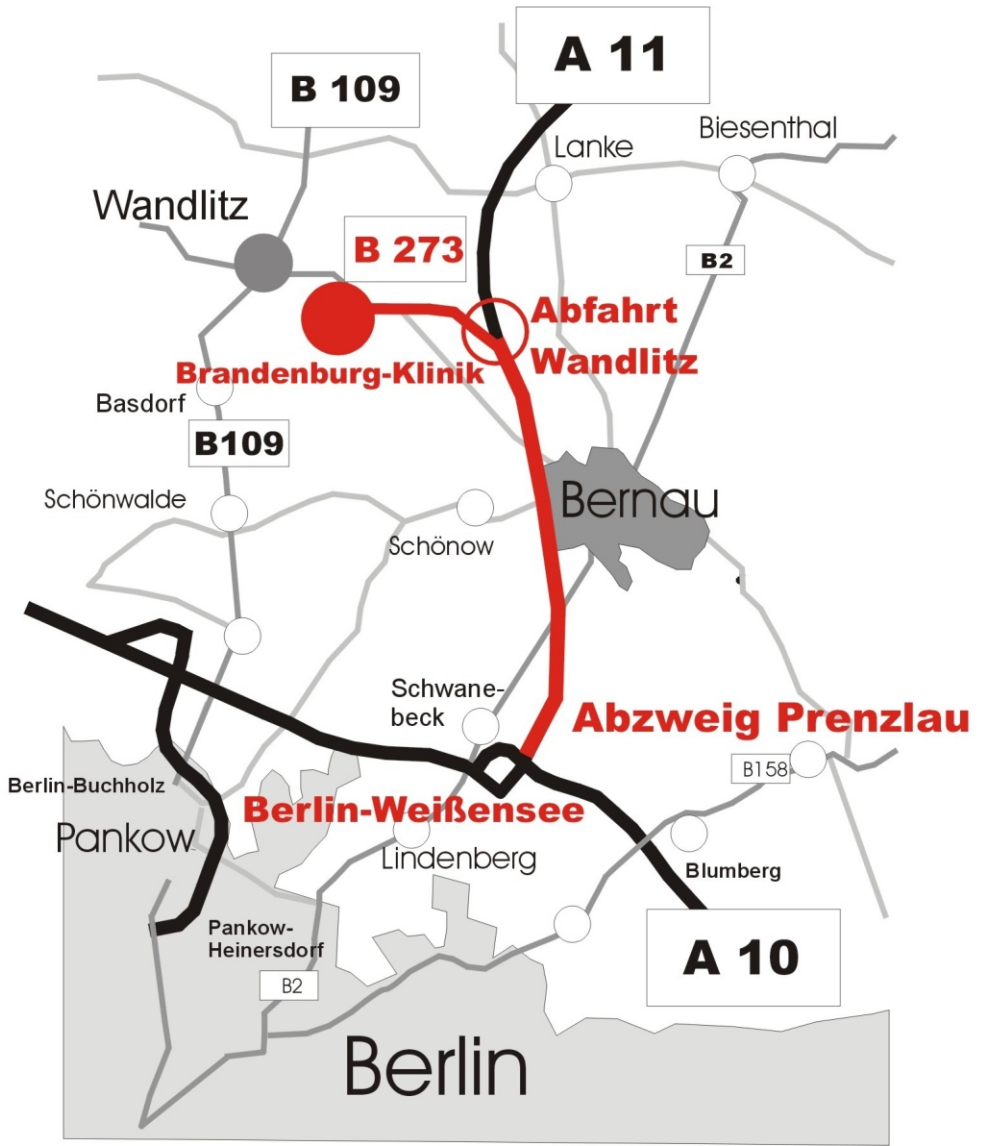 A 11
B 109
Biesenthal
Lanke
Wandlitz
B 273
B2
Abfahrt
Wandlitz
Brandenburg-Klinik
Basdorf
B109
Schönwalde
Bernau
Schönow
Schwane-
beck
Abzweig Prenzlau
B158
Berlin-Buchholz
Berlin-Weißensee
Pankow
Lindenberg
Blumberg
Pankow-
Heinersdorf
A 10
B2
Berlin